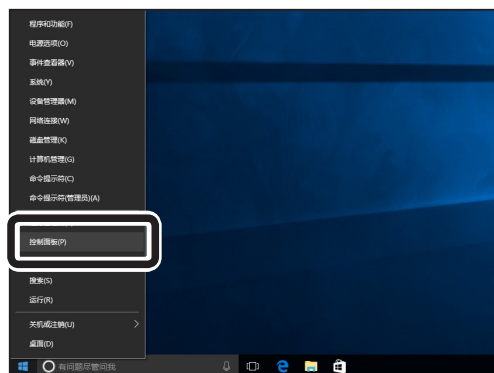 程序和功能(F)
电源选项(O)
事件查看器(V)
系统(Y)
设备管理器(M)
网络连接(W)
磁盘管理(K)
计算机管理(G)
命令提示符(C)
命令提示符(管理员)(A)
控制面板(P)
搜索(S)
运行(R)
关机或注销(U)
桌面(D)
有问题尽管问我